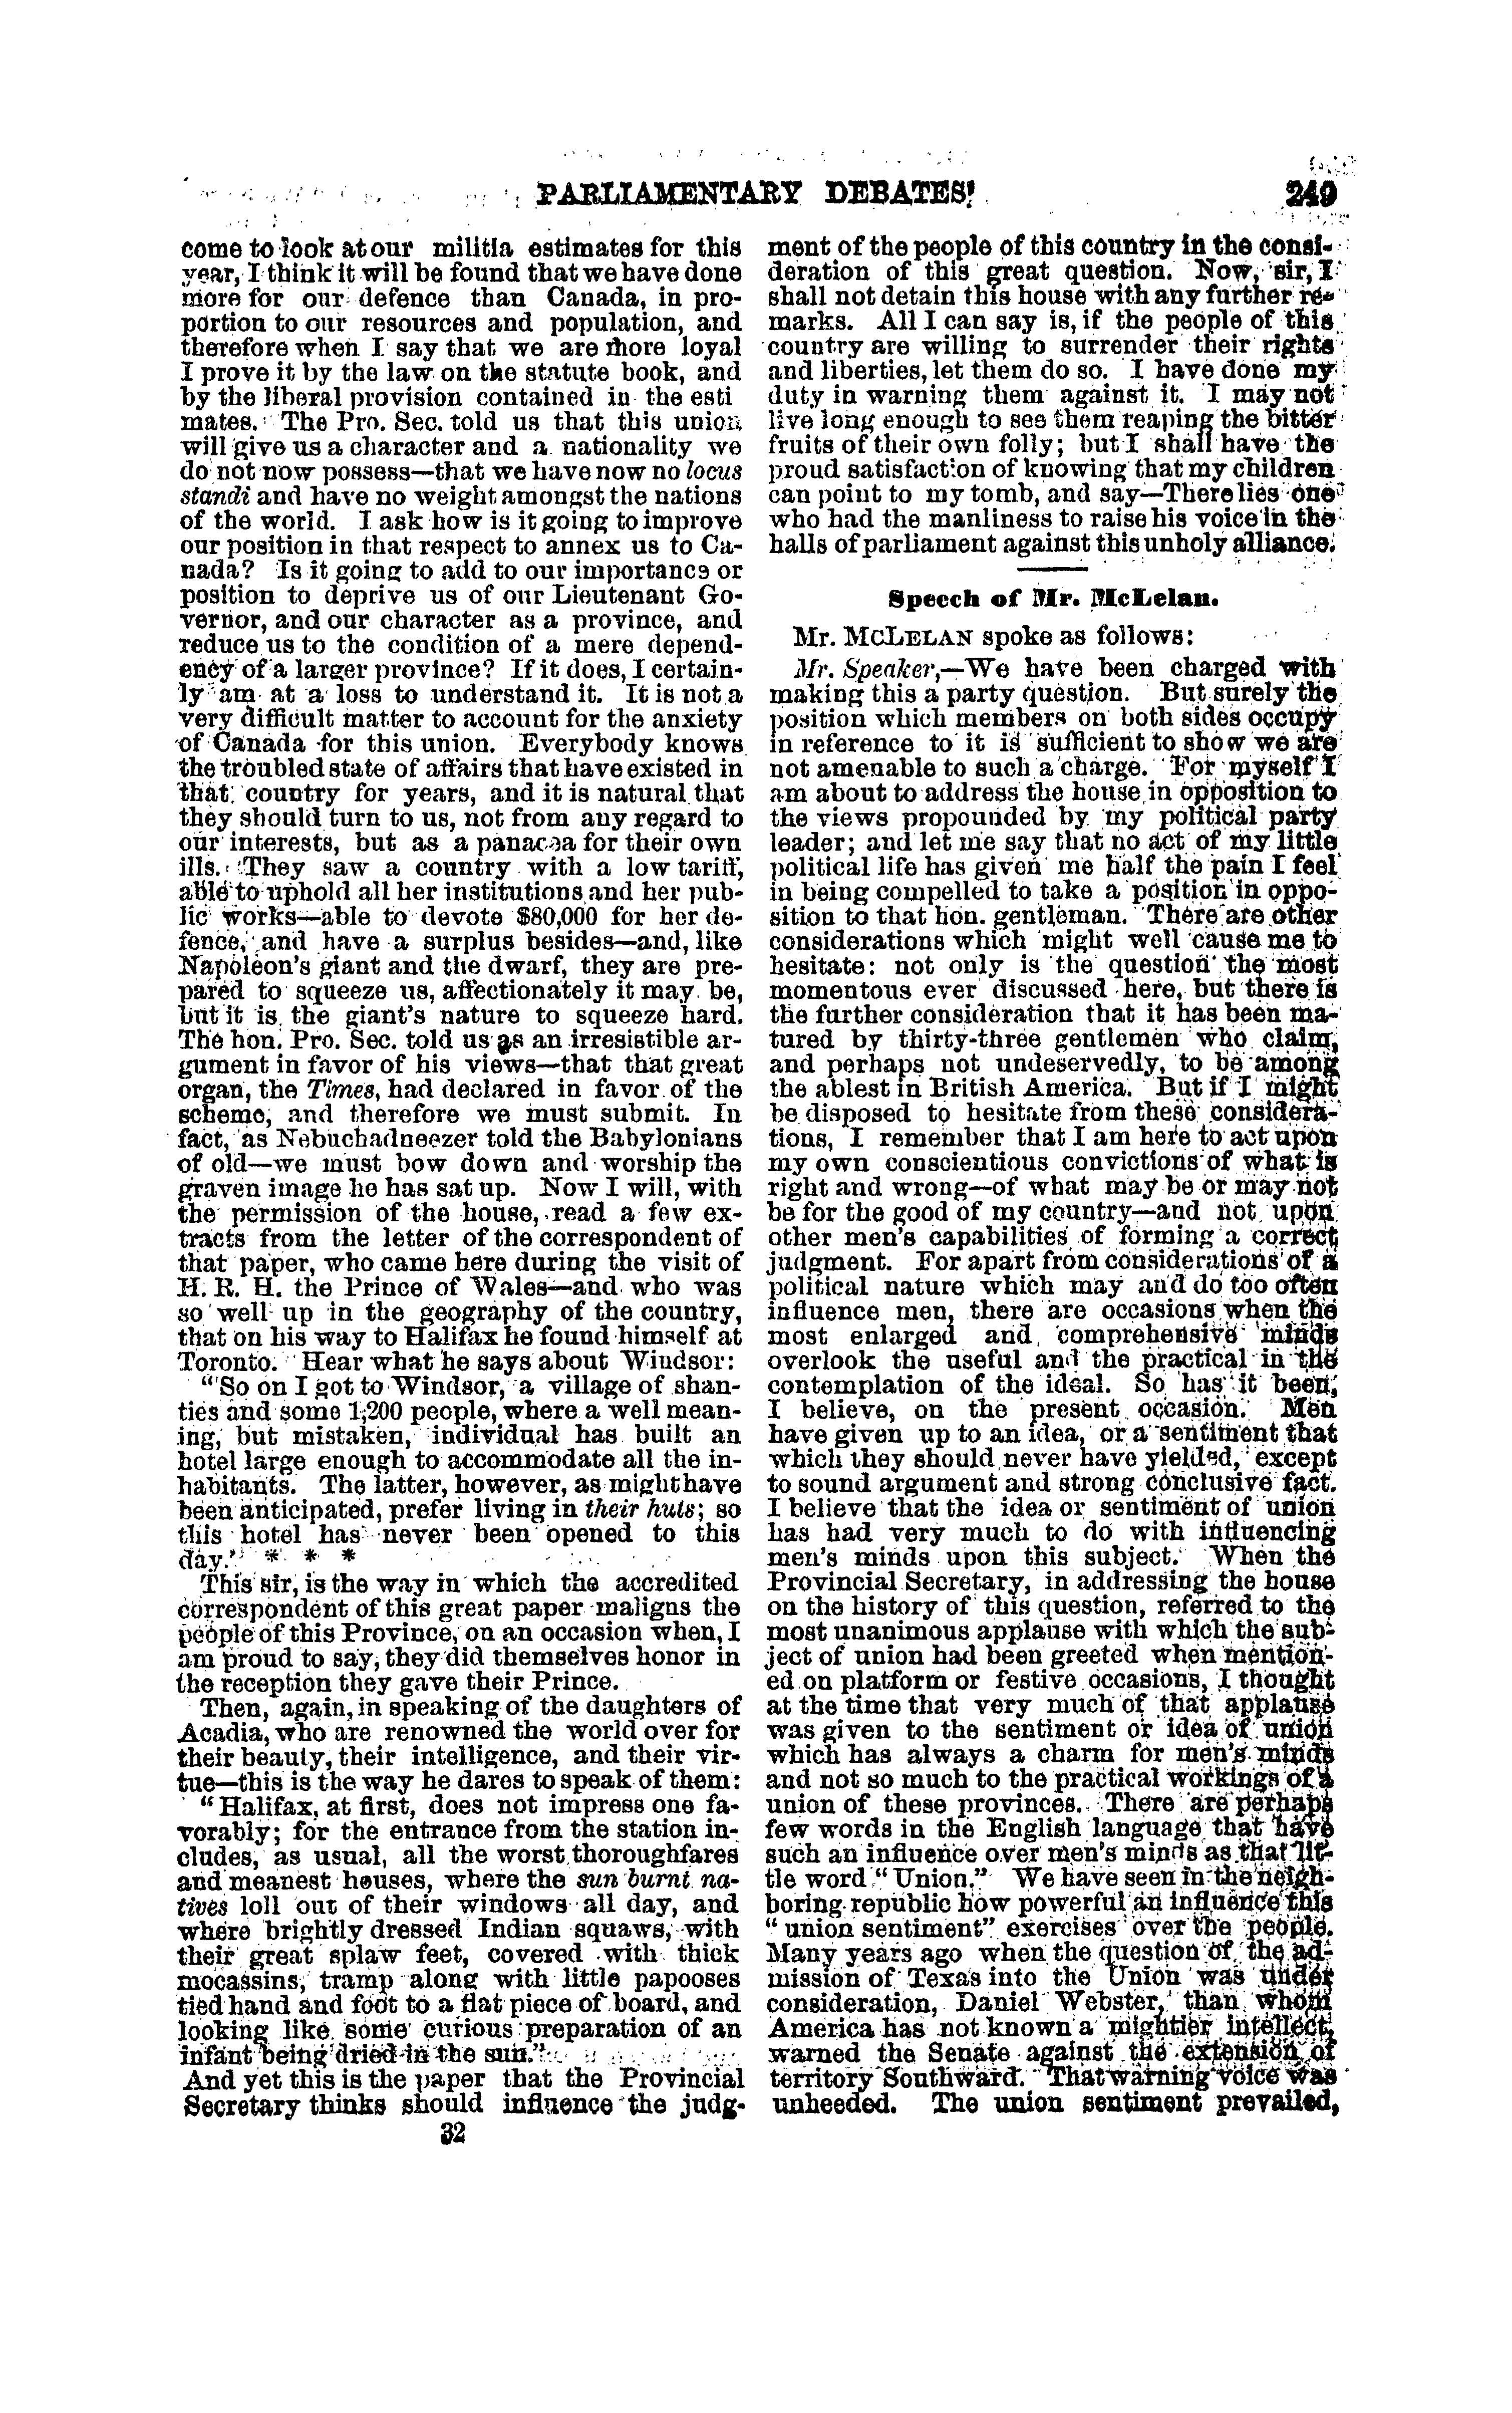 PARLIAMENTARY DEBATES.
249
come to look at our militia estimates for this
year, I think it will be found that we have done
more for our defence than Canada, in pro-
portion to our resources and population, and
therefore when I say that we are more loyal
I prove it by the law on the statute book, and
by the liberal provision contained in the esti
mates. The Pro. Sec. told us that this union
will give us a character and a nationality we
do not now possess—that we have now no locus
standi and have no weight amongst the nations
of the world. I ask how is it going to improve
our position in that respect to annex us to Ca-
nada? Is it going to add to our importance or
position to deprive us of our Lieutenant Go-
vernor, and our character as a province, and
reduce us to the condition of a mere depend-
ency of a larger province? If it does, I certain-
ly am at a loss to understand it. It is not a
very difficult matter to account for the anxiety
of Canada for this union. Everybody knows
the troubled state of affairs that have existed in
that country for years, and it is natural that
they should turn to us, not from any regard to
our interests, but as a panacea for their own
ills. They saw a country with a low tariff,
able to uphold all her institutions and her pub-
lic works—able to devote $80,000 for her de-
fence, and have a surplus besides—and, like
Napoleon's giant and the dwarf, they are pre-
pared to squeeze us, affectionately it may be,
but it is the giant's nature to squeeze hard.
The hon. Pro. Sec. told us as an irresistible ar-
gument in favor of his views—that that great
organ, the Times, had declared in favor of the
scheme, and therefore we must submit. In
fact, as Nebuchadneezer told the Babylonians
of old—we must bow down and worship the
graven image he has sat up. Now I will, with
the permission of the house, read a few ex-
tracts from the letter of the correspondent of
that paper, who came here during the visit of
H. R. H. the Prince of Wales—and who was
so well up in the geography of the country,
that on his way to Halifax he found himself at
Toronto. Hear what he says about Windsor:
"So on I got to Windsor, a village of shan-
ties and some 1,200 people, where a well mean-
ing, but mistaken, individual has built an
hotel large enough to accommodate all the in-
habitants. The latter, however, as might have
been anticipated, prefer living in their huts; so
this hotel has never been opened to this
day." * * *
This sir, is the way in which the accredited
correspondent of this great paper maligns the
people of this Province, on an occasion when, I
am proud to say, they did themselves honor in
the reception they gave their Prince.
Then, again, in speaking of the daughters of
Acadia, who are renowned the world over for
their beauty, their intelligence, and their vir-
tue—this is the way he dares to speak of them:
"Halifax, at first, does not impress one fa-
vorably; for the entrance from the station in-
cludes, as usual, all the worst thoroughfares
and meanest houses, where the sun burnt na-
tives loll out of their windows all day, and
where brightly dressed Indian squaws, with
their great splaw feet, covered with thick
mocassins, tramp along with little papooses
tied hand and foot to a flat piece of board, and
looking like some curious preparation of an
infant being dried in the sun."
And yet this is the paper that the Provincial
Secretary thinks should influence the judg-
32
ment of the people of this country in the consi-
deration of this great question. Now, sir, I
shall not detain this house with any further re-
marks. All I can say is, if the people of this
country are willing to surrender their rights
and liberties, let them do so. I have done my
duty in warning them against it. I may not
live long enough to see them reaping the bitter
fruits of their own folly; but I shall have the
proud satisfaction of knowing that my children
can point to my tomb, and say—There lies one
who had the manliness to raise his voice in the
halls of parliament against this unholy alliance.
Speech of Mr. McLelan.
Mr. MCLELAN spoke as follows:
Mr. Speaker,—We have been charged with
making this a party question. But surely the
position which members on both sides occupy
in reference to it is sufficient to show we are
not amenable to such a charge. For myself I
am about to address the house in opposition to
the views propounded by my political party
leader; and let me say that no act of my little
political life has given me half the pain I feel
in being compelled to take a position in oppo-
sition to that hon. gentleman. There are other
considerations which might well cause me to
hesitate: not only is the question the most
momentous ever discussed here, but there is
the further consideration that it has been ma-
tured by thirty-three gentlemen who claim,
and perhaps not undeservedly, to be among
the ablest in British America. But if I might
be disposed to hesitate from these considera-
tions, I remember that I am here to act upon
my own conscientious convictions of what is
right and wrong—of what may be or may not
be for the good of my country—and not upon
other men's capabilities of forming a correct
judgment. For apart from considerations of a
political nature which may and do too often
influence men, there are occasions when the
most enlarged and comprehensive minds
overlook the useful and the practical in the
contemplation of the ideal. So has it been,
I believe, on the present occasion. Men
have given up to an idea, or a sentiment that
which they should never have yielded, except
to sound argument and strong conclusive fact.
I believe that the idea or sentiment of union
has had very much to do with influencing
men's minds upon this subject. When the
Provincial Secretary, in addressing the house
on the history of this question, referred to the
most unanimous applause with which the sub-
ject of union had been greeted when mention-
ed on platform or festive occasions, I thought
at the time that very much of that applause
was given to the sentiment or idea of union
which has always a charm for men's minds
and not so much to the practical workings of a
union of these provinces. There are perhaps
few words in the English language that have
such an influence over men's minds as that lit-
tle word "Union." We have seen in the neigh-
boring republic how powerful an influence this
"union sentiment" exercises over the people.
Many years ago when the question of the ad-
mission of Texas into the Union was under
consideration, Daniel Webster, than whom
America has not known a mightier intellect,
warned the Senate against the extension of
territory Southward. That warning voice was
unheeded. The union sentiment prevailed,